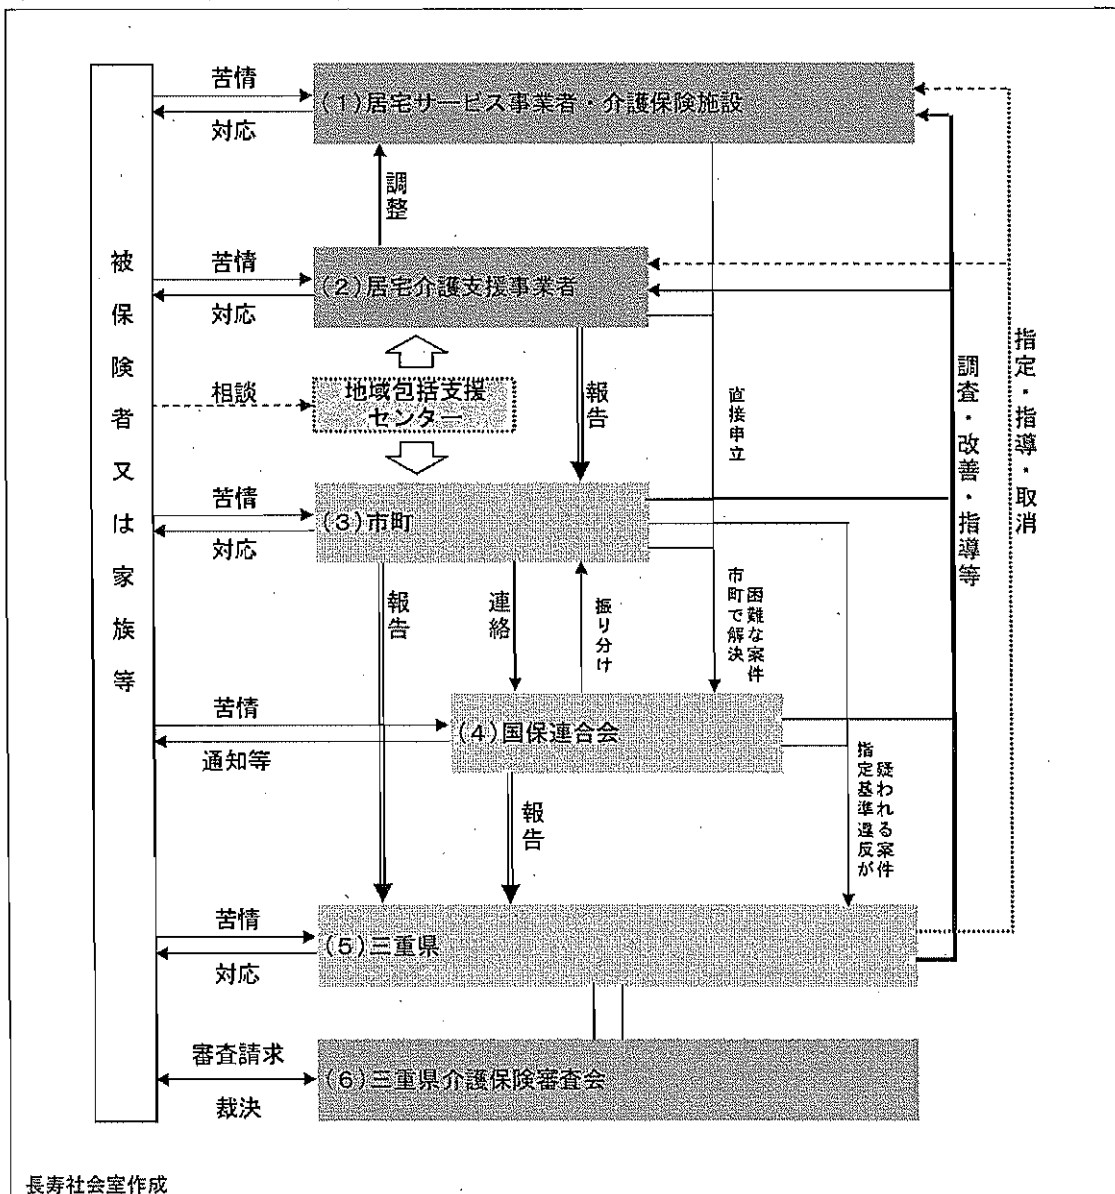 苦情
(1)居宅サービス事業者・介護保険施設
対応
調整
被保険者又は家族等
苦情
(2)居宅介護支援事業者
対応
相談
地域包括支援
センター
報告
直接申立
調査・改善・指導等
指定・指導・取消
苦情
(3)市町
対応
報告
連絡
振り分け
市町で解決
困難な案件
苦情
(4)国保連合会
通知等
報告
指定基準違反が
疑われる案件
苦情
(5)三重県
対応
審査請求
(6)三重県介護保険審査会
裁決
長寿社会室作成